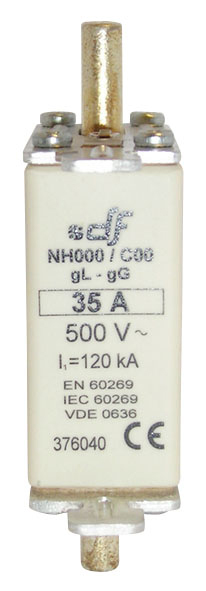 sdf
NH000 / C00
gL - gG
35 A
500 V ~
I₁=120 kA
EN 60269
IEC 60269
VDE 0636
376040 CE